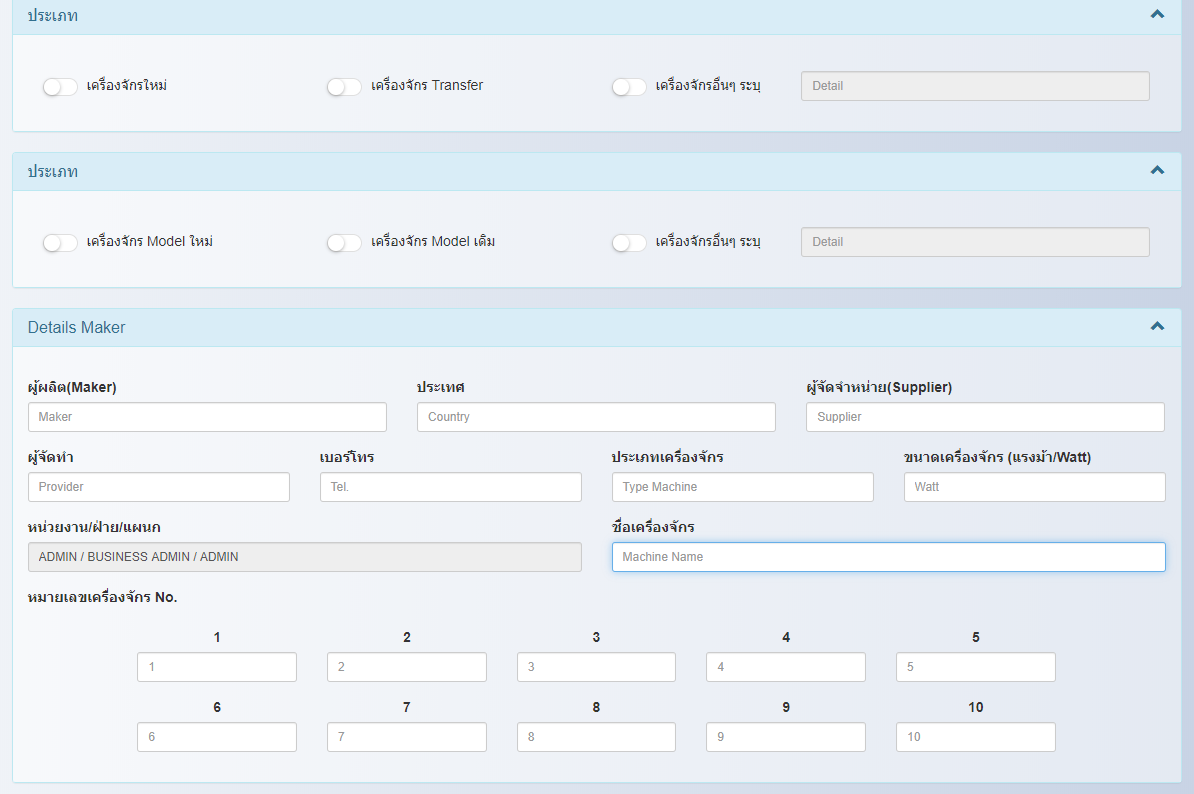 ประเภท
เครื่องจักรใหม่ เครื่องจักร Transfer เครื่องจักรอื่นๆ ระบุ Detail
ประเภท
เครื่องจักร Model ใหม่ เครื่องจักร Model เดิม เครื่องจักรอื่นๆ ระบุ Detail
Details Maker
ผู้ผลิต(Maker) ประเทศ ผู้จัดจำหน่าย(Supplier)
Maker Country Supplier
ผู้จัดทำ เบอร์โทร ประเภทเครื่องจักร ขนาดเครื่องจักร (แรงม้า/Watt)
Provider Tel. Type Machine Watt
หน่วยงาน/ฝ่าย/แผนก ชื่อเครื่องจักร
ADMIN / BUSINESS ADMIN / ADMIN Machine Name
หมายเลขเครื่องจักร No.
1 2 3 4 5
1 2 3 4 5
6 7 8 9 10
6 7 8 9 10